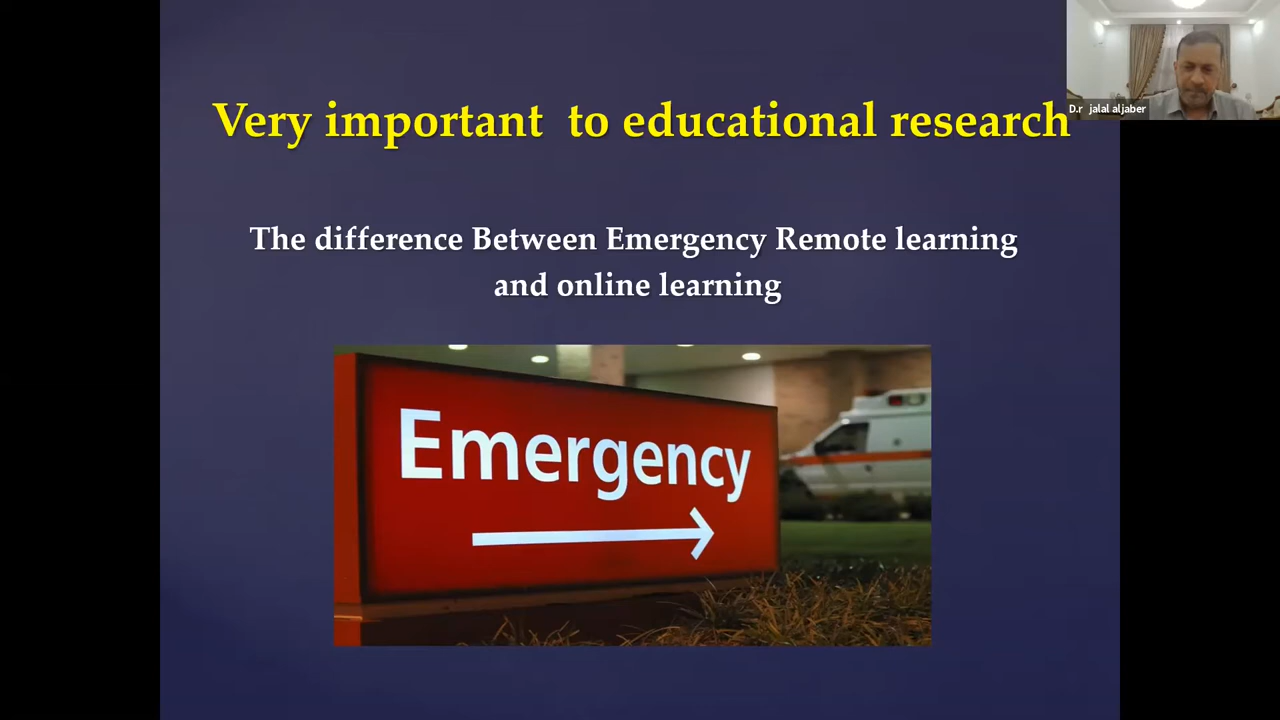 Very important  to educational research
D.r  jalal aljaber
The difference Between Emergency Remote learning
and online learning
Emergency